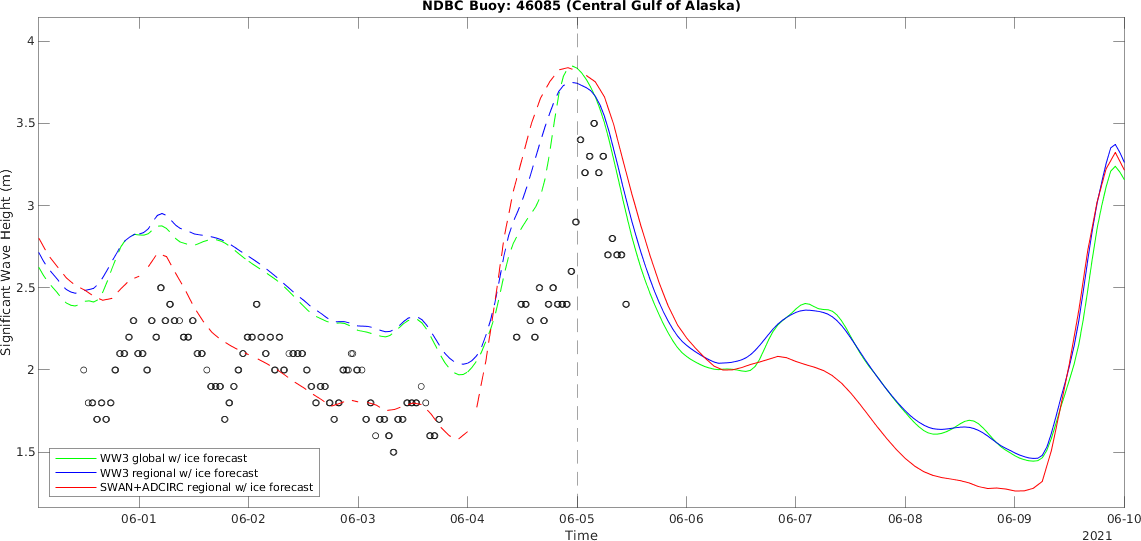 NDBC Buoy: 46085 (Central Gulf of Alaska)
Significant Wave Height (m)
4
3.5
3
2.5
2
1.5
WW3 global w/ ice forecast
WW3 regional w/ ice forecast
SWAN+ADCIRC regional w/ ice forecast
06-01 06-02 06-03 06-04 06-05 06-06 06-07 06-08 06-09 06-10
Time
2021